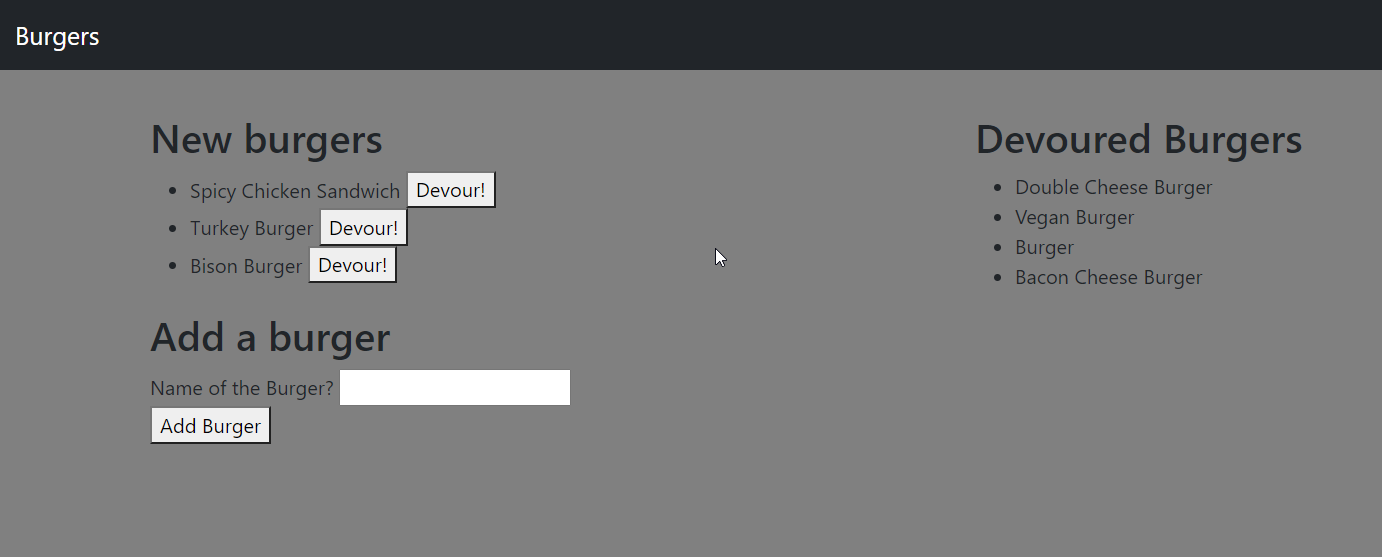 Burgers
New burgers
Spicy Chicken Sandwich Devour!
Turkey Burger Devour!
Bison Burger Devour!
Add a burger
Name of the Burger?
Add Burger
Devoured Burgers
Double Cheese Burger
Vegan Burger
Burger
Bacon Cheese Burger